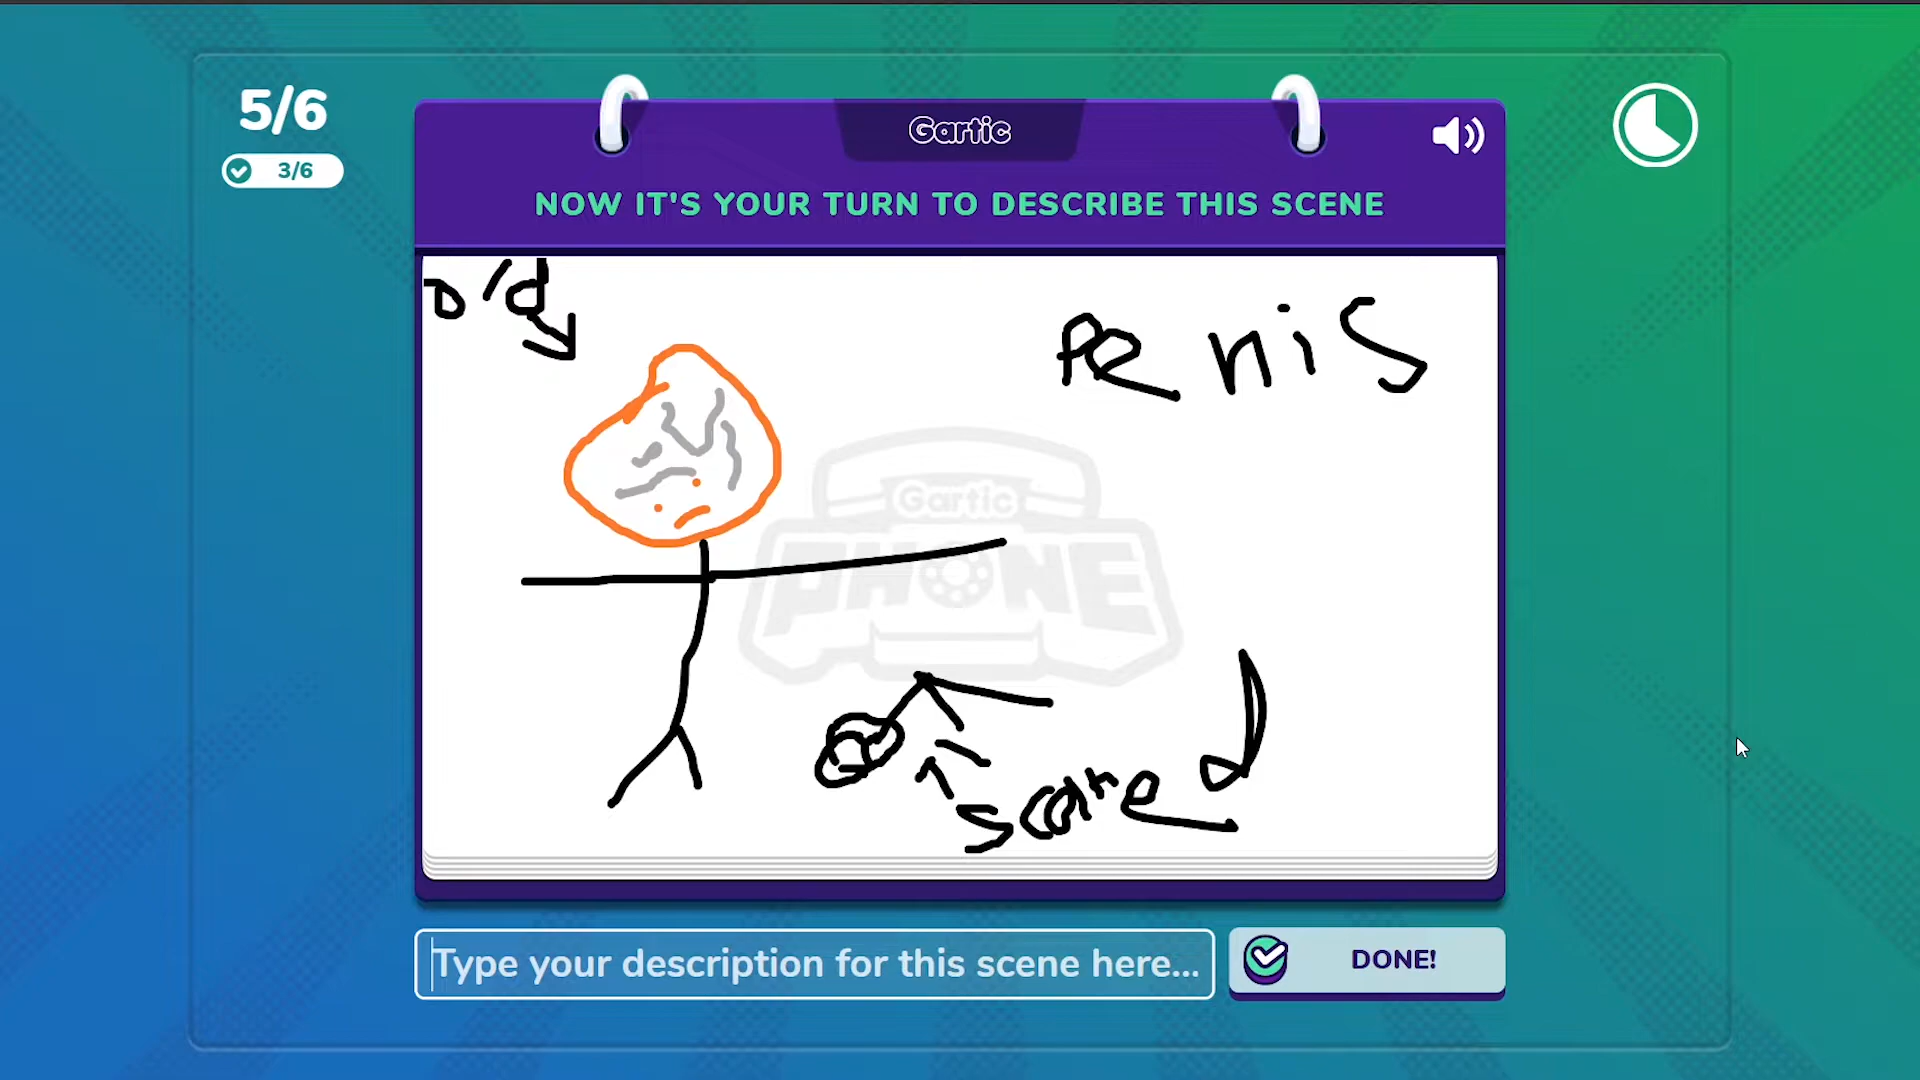 5/6
3/6
Gartic
NOW IT'S YOUR TURN TO DESCRIBE THIS SCENE
old
Penis
Gartic
PHONE
scared
Type your description for this scene here...
DONE!